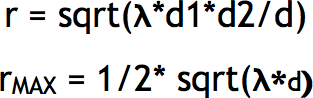 r = sqrt(λ*d1*d2/d)
rMAX = 1/2* sqrt(λ*d)